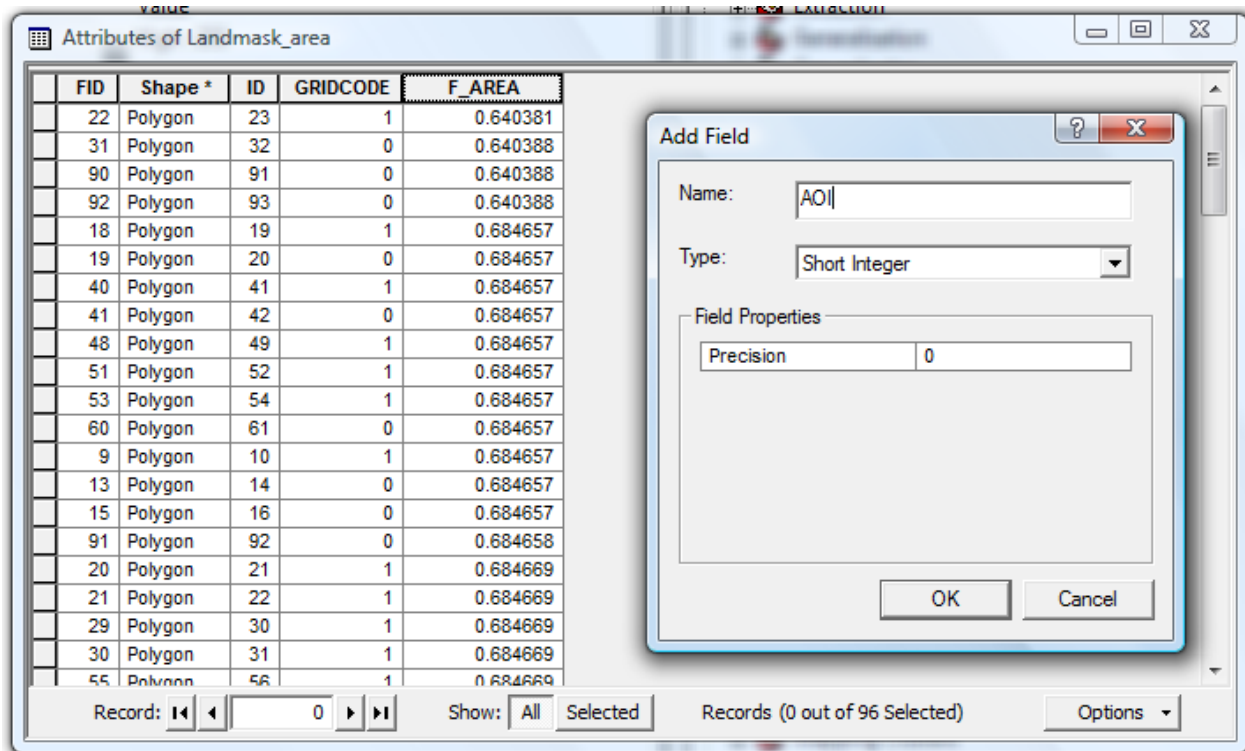 Value
Extraction
Attributes of Landmask_area
FID Shape * ID GRIDCODE F_AREA
22 Polygon 23 1 0.640381
31 Polygon 32 0 0.640388
90 Polygon 91 0 0.640388
92 Polygon 93 0 0.640388
18 Polygon 19 1 0.684657
19 Polygon 20 0 0.684657
40 Polygon 41 1 0.684657
41 Polygon 42 0 0.684657
48 Polygon 49 1 0.684657
51 Polygon 52 1 0.684657
53 Polygon 54 1 0.684657
60 Polygon 61 0 0.684657
9 Polygon 10 1 0.684657
13 Polygon 14 0 0.684657
15 Polygon 16 0 0.684657
91 Polygon 92 0 0.684658
20 Polygon 21 1 0.684669
21 Polygon 22 1 0.684669
29 Polygon 30 1 0.684669
30 Polygon 31 1 0.684669
55 Polygon 56 1 0.684669
Add Field
Name: AOI
Type: Short Integer
Field Properties
Precision 0
OK Cancel
Record: 0 Show: All Selected Records (0 out of 96 Selected) Options